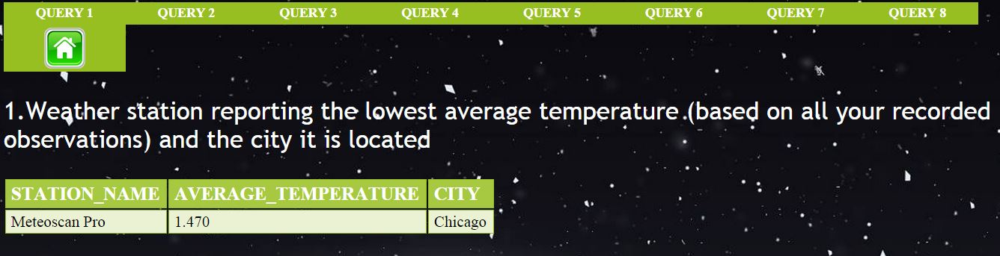 QUERY 1 QUERY 2 QUERY 3 QUERY 4 QUERY 5 QUERY 6 QUERY 7 QUERY 8
1.Weather station reporting the lowest average temperature (based on all your recorded
observations) and the city it is located
STATION_NAME AVERAGE_TEMPERATURE CITY
Meteoscan Pro 1.470 Chicago